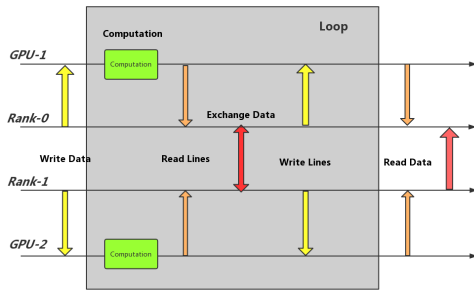 Loop
Computation
GPU-1
Computation
Exchange Data
Rank-0
Write Data
Read Lines
Write Lines
Read Data
Rank-1
GPU-2
Computation